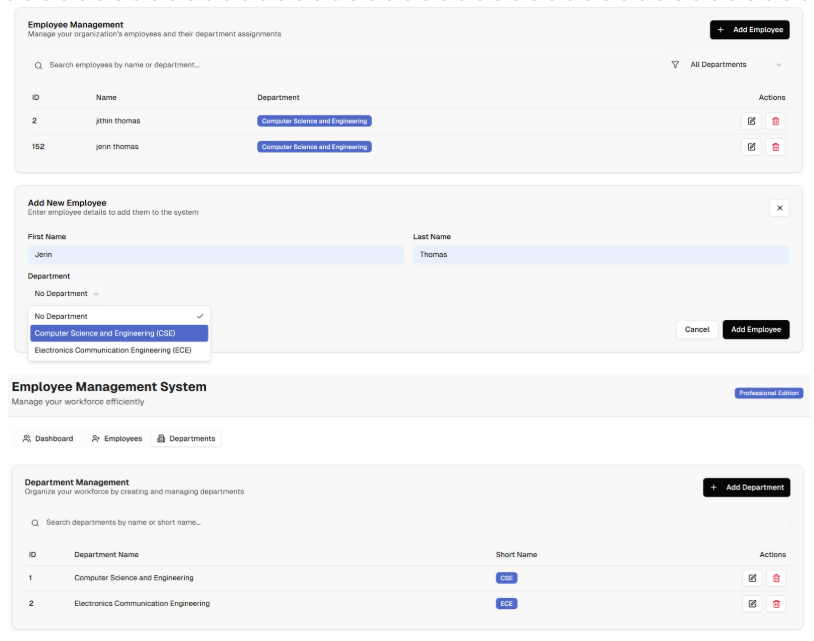 Employee Management
Manage your organization's employees and their department assignments
+ Add Employee
Search employees by name or department...
All Departments
ID Name Department Actions
2 jithin thomas Computer Science and Engineering
152 jerin thomas Computer Science and Engineering
Add New Employee
Enter employee details to add them to the system
First Name Last Name
Jerin Thomas
Department
No Department
No Department
Computer Science and Engineering (CSE)
Electronics Communication Engineering (ECE)
Cancel Add Employee
Employee Management System
Manage your workforce efficiently
Professional Edition
Dashboard Employees Departments
Department Management
Organize your workforce by creating and managing departments
+ Add Department
Search departments by name or short name...
ID Department Name Short Name Actions
1 Computer Science and Engineering CSE
2 Electronics Communication Engineering ECE